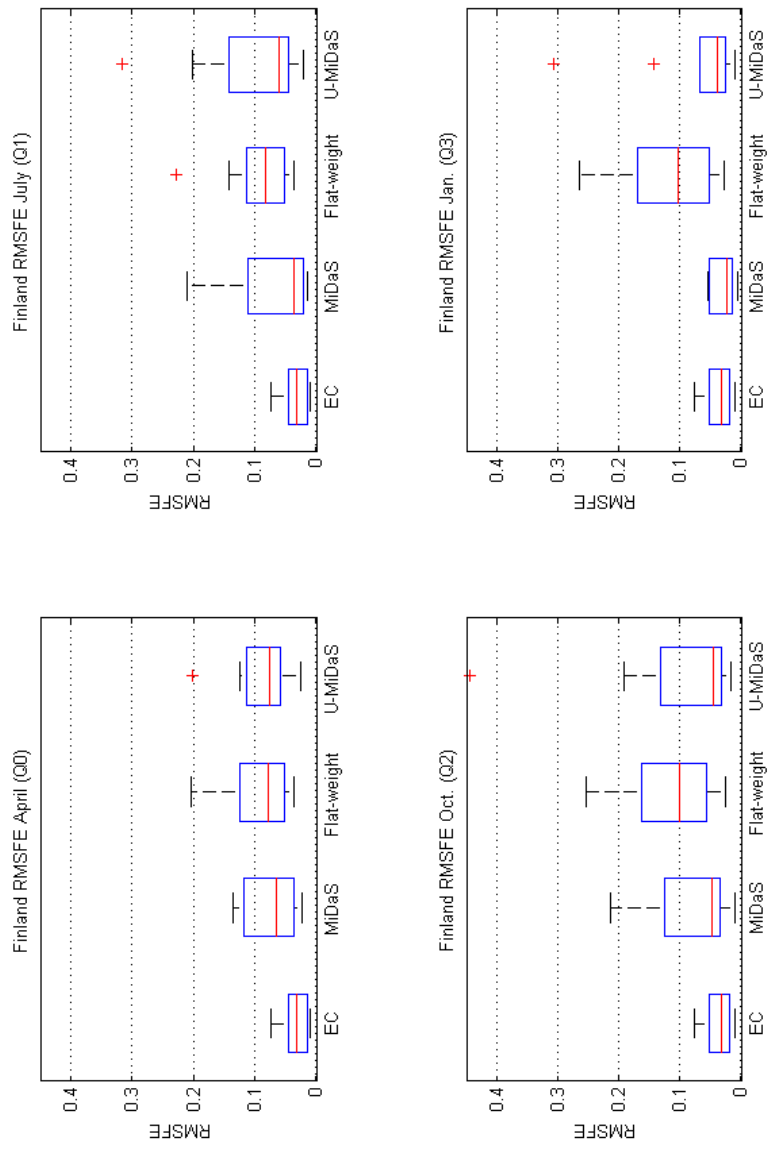 Finland RMSFE April (Q0)
0.4
0.3
0.2
0.1
0
RMSFE
EC
MiDaS
Flat-weight
U-MiDaS
Finland RMSFE July (Q1)
0.4
0.3
0.2
0.1
0
RMSFE
EC
MiDaS
Flat-weight
U-MiDaS
Finland RMSFE Oct. (Q2)
0.4
0.3
0.2
0.1
0
RMSFE
EC
MiDaS
Flat-weight
U-MiDaS
Finland RMSFE Jan. (Q3)
0.4
0.3
0.2
0.1
0
RMSFE
EC
MiDaS
Flat-weight
U-MiDaS